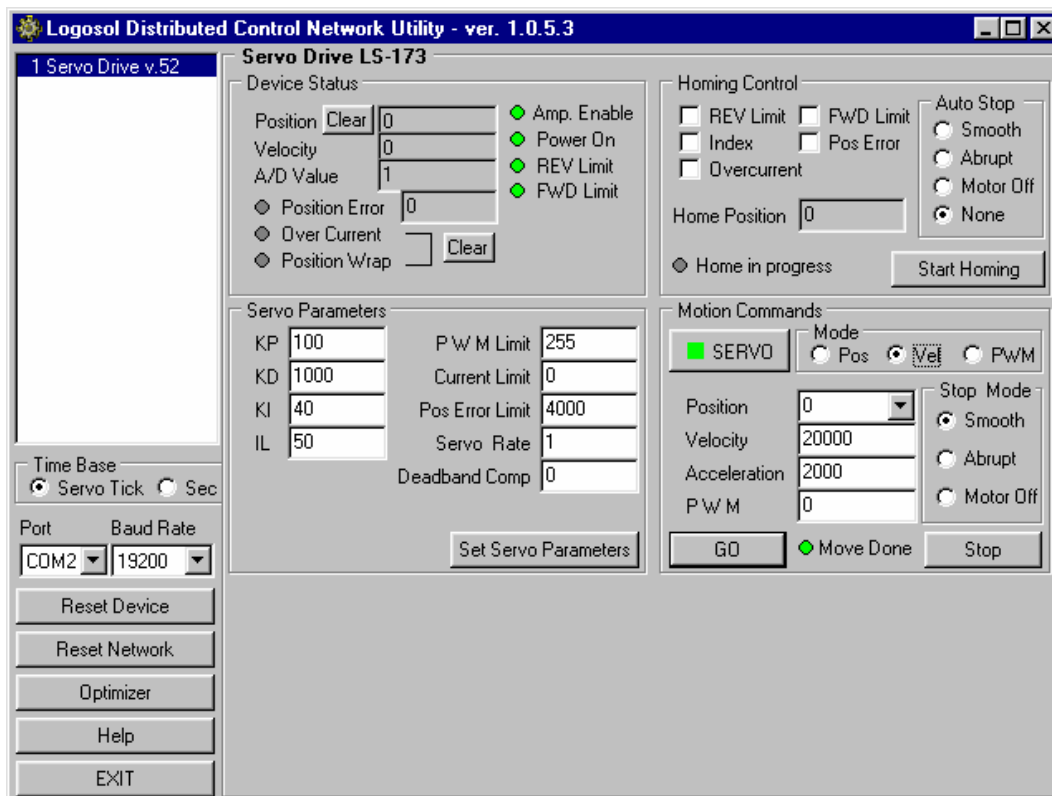 Logosol Distributed Control Network Utility - ver. 1.0.5.3
1 Servo Drive v.52
Servo Drive LS-173
Device Status
Position Clear 0
Velocity 0
A/D Value 1
Position Error 0
Over Current
Position Wrap
Clear
Amp. Enable
Power On
REV Limit
FWD Limit
Homing Control
REV Limit FWD Limit
Index Pos Error
Overcurrent
Home Position 0
Home in progress
Start Homing
Auto Stop
Smooth
Abrupt
Motor Off
None
Servo Parameters
KP 100
KD 1000
KI 40
IL 50
P W M Limit 255
Current Limit 0
Pos Error Limit 4000
Servo Rate 1
Deadband Comp 0
Set Servo Parameters
Motion Commands
SERVO
Mode
Pos Vel PWM
Position 0
Velocity 20000
Acceleration 2000
P W M 0
Stop Mode
Smooth
Abrupt
Motor Off
GO Move Done Stop
Time Base
Servo Tick Sec
Port Baud Rate
COM2 19200
Reset Device
Reset Network
Optimizer
Help
EXIT